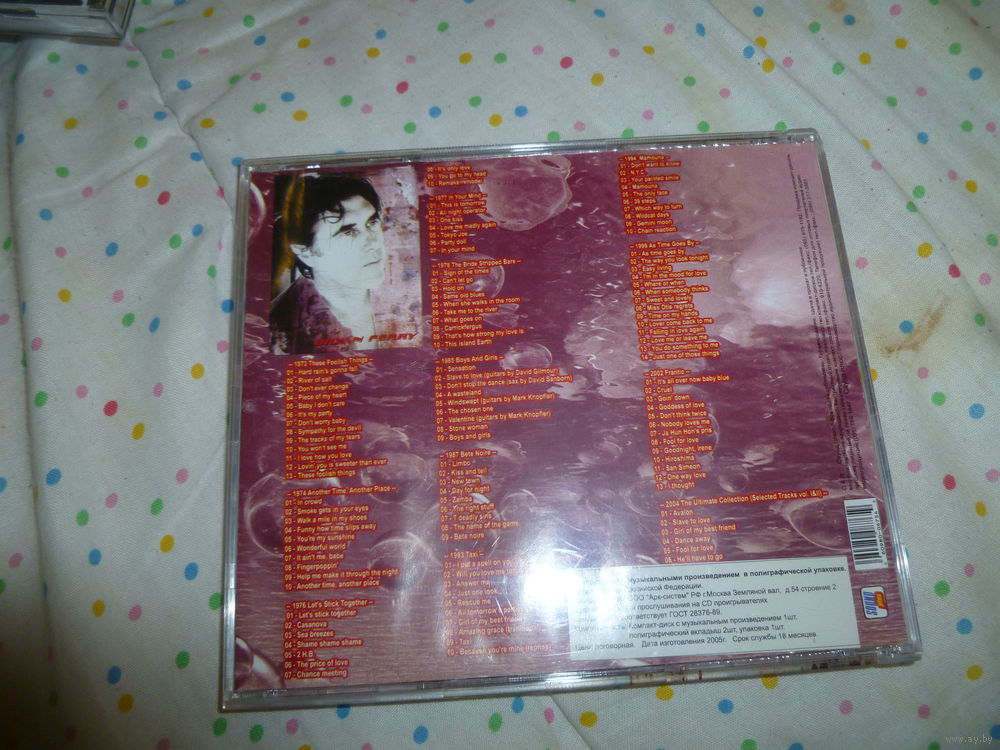 BRYAN FERRY
– 1973 These Foolish Things –
01 - Hard rain's gonna fall
02 - River of salt
03 - Don't ever change
04 - Piece of my heart
05 - Baby I don't care
06 - It's my party
07 - Don't worry baby
08 - Sympathy for the devil
09 - The tracks of my tears
10 - You won't see me
11 - I love how you love
12 - Lovin' you is sweeter than ever
13 - These foolish things
– 1974 Another Time, Another Place –
01 - In crowd
02 - Smoke gets in your eyes
03 - Walk a mile in my shoes
04 - Funny how time slips away
05 - You're my sunshine
06 - Wonderful world
07 - It ain't me, babe
08 - Fingerpoppin'
09 - Help me make it through the night
10 - Another time, another place
– 1976 Let's Stick Together –
01 - Let's stick together
02 - Casanova
03 - Sea breezes
04 - Shame shame shame
05 - 2 H.B.
06 - The price of love
07 - Chance meeting
08 - It's only love
09 - You go to my head
10 - Remake-remodel
– 1977 In Your Mind –
01 - This is tomorrow
02 - All night operator
03 - One kiss
04 - Love me madly again
05 - Tokyo Joe
06 - Party doll
07 - In your mind
– 1978 The Bride Stripped Bare –
01 - Sign of the times
02 - Can't let go
03 - Hold on
04 - Same old blues
05 - When she walks in the room
06 - Take me to the river
07 - What goes on
08 - Carrickfergus
09 - That's how strong my love is
10 - This island Earth
– 1985 Boys And Girls –
01 - Sensation
02 - Slave to love (guitars by David Gilmour)
03 - Don't stop the dance (sax by David Sanborn)
04 - A wasteland
05 - Windswept (guitars by Mark Knopfler)
06 - The chosen one
07 - Valentine (guitars by Mark Knopfler)
08 - Stone woman
09 - Boys and girls
– 1987 Bete Noire –
01 - Limbo
02 - Kiss and tell
03 - New town
04 - Day for night
05 - Zamba
06 - The right stuff
07 - 7 deadly sins
08 - The name of the game
09 - Bete noire
– 1993 Taxi –
01 - I put a spell on you
02 - Will you love me
03 - Answer me
04 - Just one look
05 - Rescue me
06 - All tomorrow's
07 - Girl of my best friend
08 - Amazing grace
09 - Taxi
10 - Because you're mine (reprise)
– 1994 Mamouna –
01 - Don't want to know
02 - N.Y.C.
03 - Your painted smile
04 - Mamouna
05 - The only face
06 - 39 steps
07 - Which way to turn
08 - Wildcat days
09 - Gemini moon
10 - Chain reaction
– 1999 As Time Goes By –
01 - As time goes by
02 - The way you look tonight
03 - Easy living
04 - I'm in the mood for love
05 - Where or when
06 - When somebody thinks
07 - Sweet and lovely
08 - Miss Otis regrets
09 - Time on my hands
10 - Lover come back to me
11 - Falling in love again
12 - Love me or leave me
13 - You do something to me
14 - Just one of those things
– 2002 Frantic –
01 - It's all over now baby blue
02 - Cruel
03 - Goin' down
04 - Goddess of love
05 - Don't think twice
06 - Nobody loves me
07 - Ja Hun Hon's pris
08 - Fool for love
09 - Goodnight, Irene
10 - Hiroshima
11 - San Simeon
12 - One way love
13 - I thought
– 2004 The Ultimate Collection (Selected Tracks vol. I&II) –
01 - Avalon
02 - Slave to love
03 - Girl of my best friend
04 - Dance away
05 - Fool for love
06 - He'll have to go
музыкальными произведением в полиграфической упаковке.
Федерации.
ООО "Арк-систем" РФ г.Москва Земляной вал, д.54 строение 2
прослушивания на CD проигрывателях
ГОСТ 28376-89.
Компакт-диск с музыкальным произведением 1шт,
полиграфический вкладыш 2шт, упаковка 1шт.
договорная. Дата изготовления 2005г. Срок службы 18 месяцев.
www.ay.by